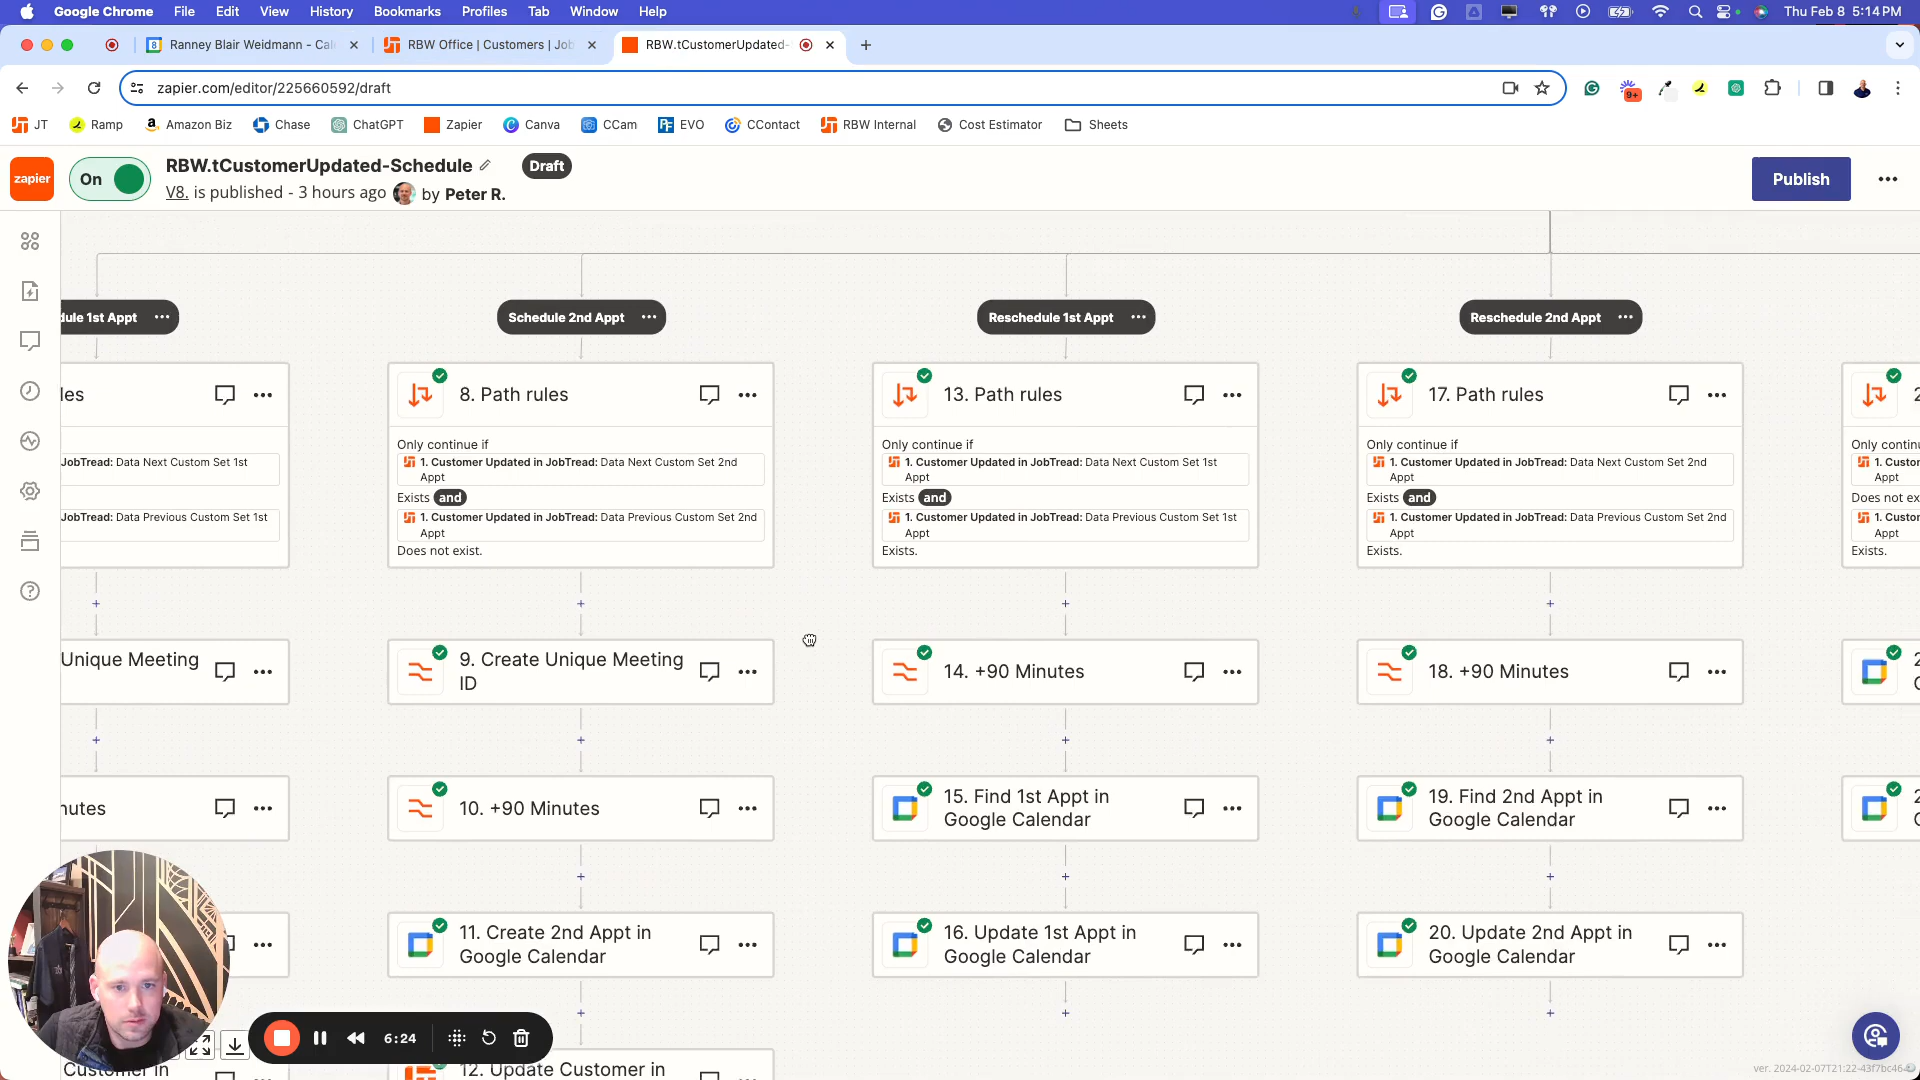 Google Chrome File Edit View History Bookmarks Profiles Tab Window Help Thu Feb 8 5:14 PM
Ranney Blair Weidmann - Cal
RBW Office | Customers | Job
RBW.tCustomerUpdated-
zapier.com/editor/225660592/draft
9+
JT Ramp Amazon Biz Chase ChatGPT Zapier Canva CCam EVO CContact RBW Internal Cost Estimator Sheets
zapier
On
RBW.tCustomerUpdated-Schedule
Draft
V8. is published - 3 hours ago by Peter R.
Publish
dule 1st Appt
Schedule 2nd Appt
Reschedule 1st Appt
Reschedule 2nd Appt
les
JobTread: Data Next Custom Set 1st
JobTread: Data Previous Custom Set 1st
Unique Meeting
nutes
Customer in
8. Path rules
Only continue if
1. Customer Updated in JobTread: Data Next Custom Set 2nd
Appt
Exists and
1. Customer Updated in JobTread: Data Previous Custom Set 2nd
Appt
Does not exist.
9. Create Unique Meeting
ID
10. +90 Minutes
11. Create 2nd Appt in
Google Calendar
12. Update Customer in
13. Path rules
Only continue if
1. Customer Updated in JobTread: Data Next Custom Set 1st
Appt
Exists and
1. Customer Updated in JobTread: Data Previous Custom Set 1st
Appt
Exists.
14. +90 Minutes
15. Find 1st Appt in
Google Calendar
16. Update 1st Appt in
Google Calendar
17. Path rules
Only continue if
1. Customer Updated in JobTread: Data Next Custom Set 2nd
Appt
Exists and
1. Customer Updated in JobTread: Data Previous Custom Set 2nd
Appt
Exists.
18. +90 Minutes
19. Find 2nd Appt in
Google Calendar
20. Update 2nd Appt in
Google Calendar
2
Only contin
1. Custo
Appt
Does not ex
1. Custo
Appt
Exists.
2
C
2
C
6:24